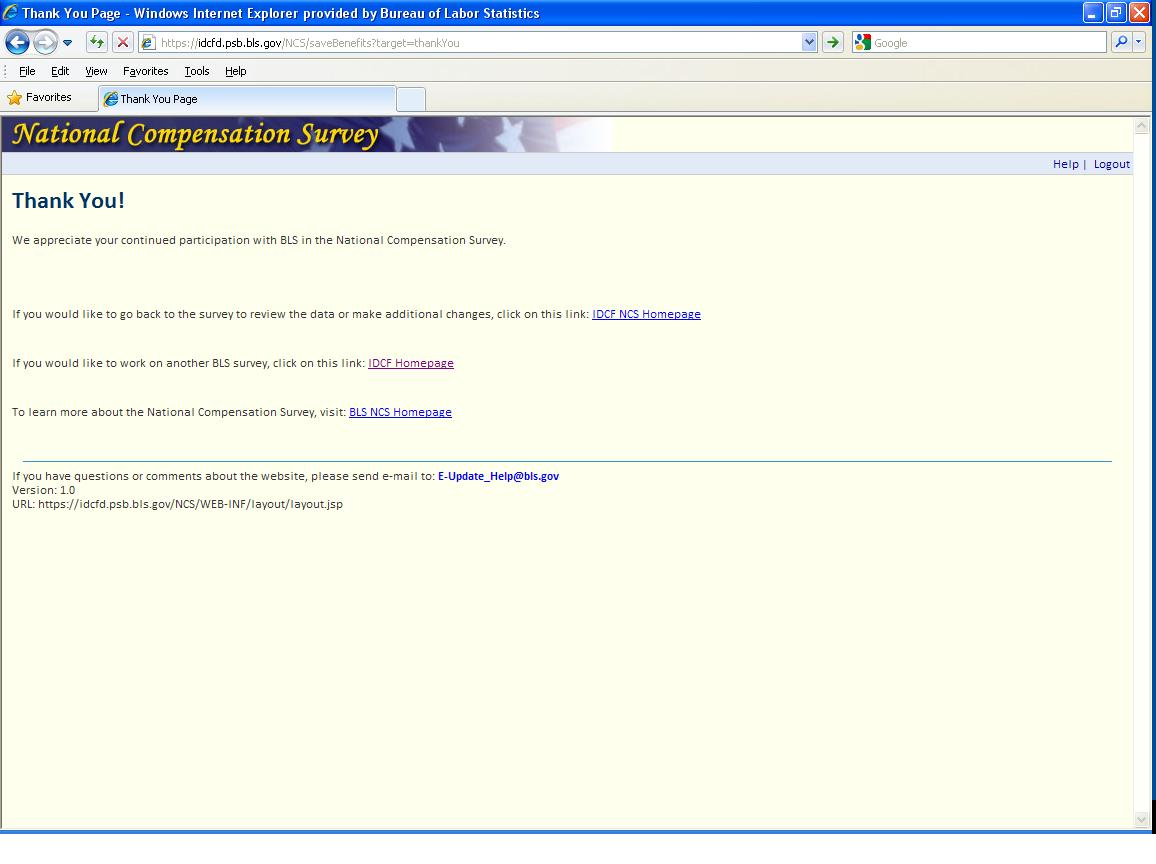 Thank You Page - Windows Internet Explorer provided by Bureau of Labor Statistics
https://idcfd.psb.bls.gov/NCS/saveBenefits?target=thankYou
Google
File Edit View Favorites Tools Help
Favorites
Thank You Page
National Compensation Survey
Help | Logout
Thank You!
We appreciate your continued participation with BLS in the National Compensation Survey.
If you would like to go back to the survey to review the data or make additional changes, click on this link: IDCF NCS Homepage
If you would like to work on another BLS survey, click on this link: IDCF Homepage
To learn more about the National Compensation Survey, visit: BLS NCS Homepage
If you have questions or comments about the website, please send e-mail to: E-Update_Help@bls.gov
Version: 1.0
URL: https://idcfd.psb.bls.gov/NCS/WEB-INF/layout/layout.jsp